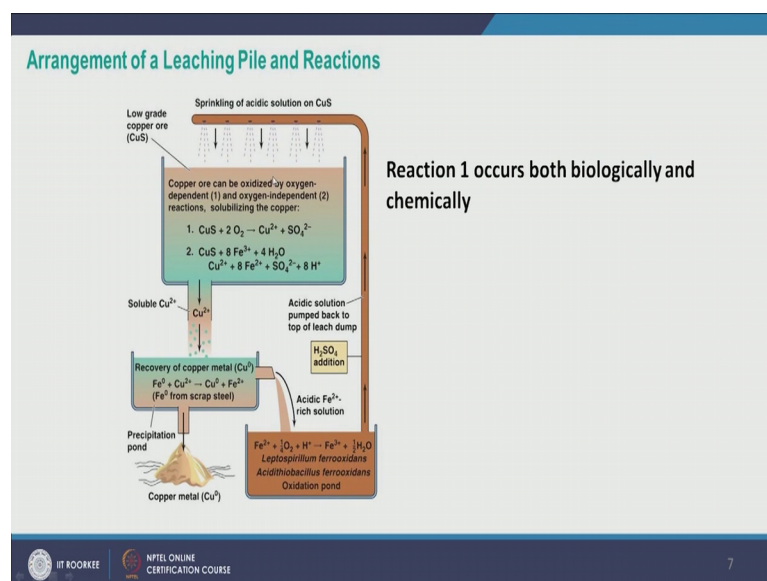 Arrangement of a Leaching Pile and Reactions
Sprinkling of acidic solution on CuS
Low grade
copper ore
(CuS)
Copper ore can be oxidized by oxygen-
dependent (1) and oxygen-independent (2)
reactions, solubilizing the copper:
1. CuS + 2 O₂ → Cu²⁺ + SO₄²⁻
2. CuS + 8 Fe³⁺ + 4 H₂O
Cu²⁺ + 8 Fe²⁺ + SO₄²⁻ + 8 H⁺
Reaction 1 occurs both biologically and
chemically
Soluble Cu²⁺
Cu²⁺
Acidic solution
pumped back to
top of leach dump
H₂SO₄
addition
Recovery of copper metal (Cu⁰)
Fe⁰ + Cu²⁺ → Cu⁰ + Fe²⁺
(Fe⁰ from scrap steel)
Acidic Fe²⁺-
rich solution
Precipitation
pond
Fe²⁺ + ¼O₂ + H⁺ → Fe³⁺ + ½H₂O
Leptospirillum ferrooxidans
Acidithiobacillus ferrooxidans
Oxidation pond
Copper metal (Cu⁰)
IIT ROORKEE
NPTEL ONLINE
CERTIFICATION COURSE
7